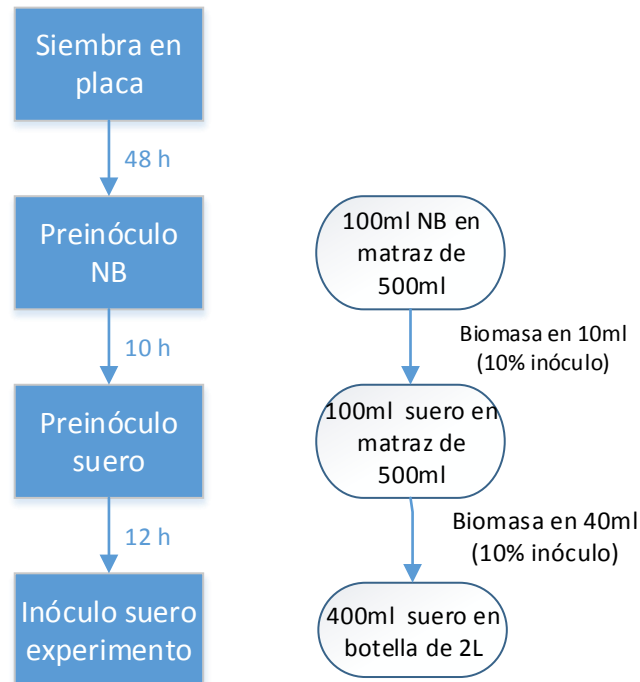 Siembra en
placa
48 h
Preinóculo
NB
100ml NB en
matraz de
500ml
10 h
Biomasa en 10ml
(10% inóculo)
Preinóculo
suero
100ml suero en
matraz de
500ml
12 h
Biomasa en 40ml
(10% inóculo)
Inóculo suero
experimento
400ml suero en
botella de 2L